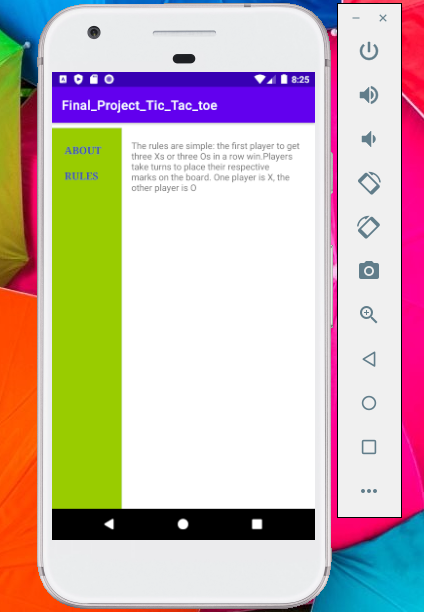 8:25
Final_Project_Tic_Tac_toe
ABOUT
RULES
The rules are simple: the first player to get
three Xs or three Os in a row win.Players
take turns to place their respective
marks on the board. One player is X, the
other player is O